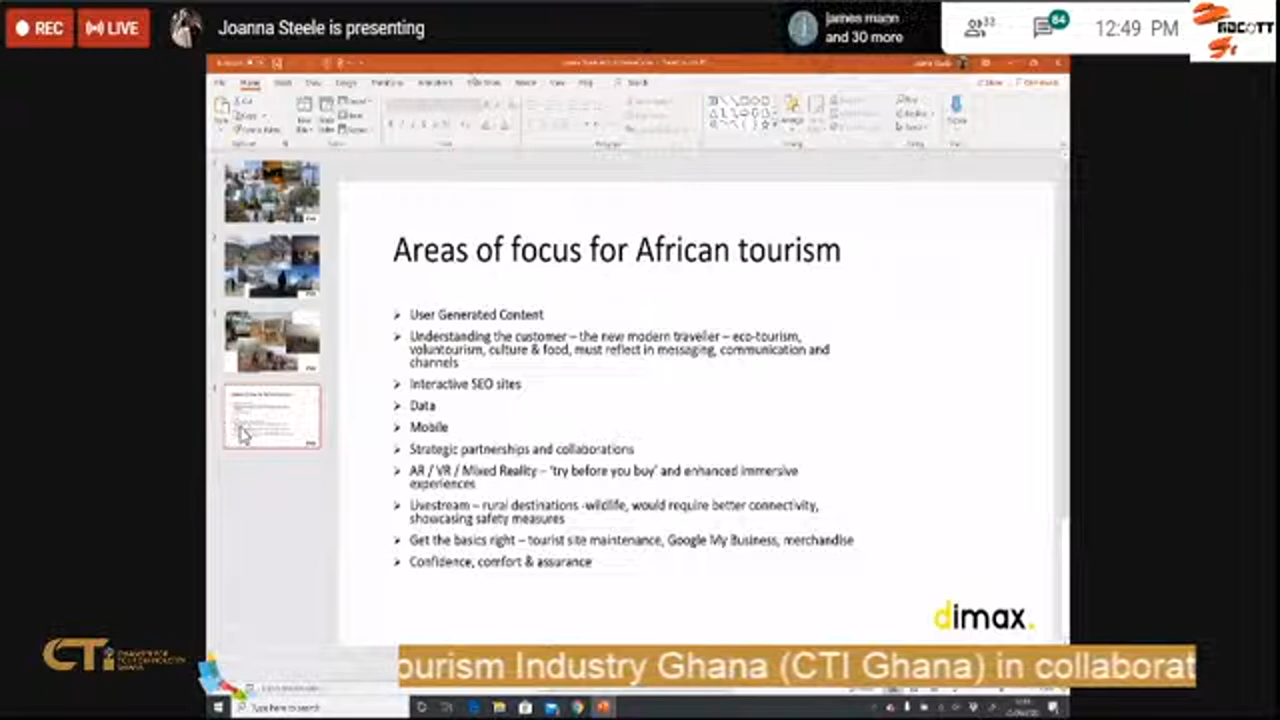 REC
LIVE
Joanna Steele is presenting
james mann
and 30 more
33
64
12:49 PM
Areas of focus for African tourism
➢ User Generated Content
➢ Understanding the customer – the new modern traveller – eco-tourism,
voluntourism, culture & food, must reflect in messaging, communication and
channels
➢ Interactive SEO sites
➢ Data
➢ Mobile
➢ Strategic partnerships and collaborations
➢ AR / VR / Mixed Reality – 'try before you buy' and enhanced immersive
experiences
➢ Livestream – rural destinations -wildlife, would require better connectivity,
showcasing safety measures
➢ Get the basics right – tourist site maintenance, Google My Business, merchandise
➢ Confidence, comfort & assurance
dimax.
CTi
ourism Industry Ghana (CTI Ghana) in collaborat
Type here to search